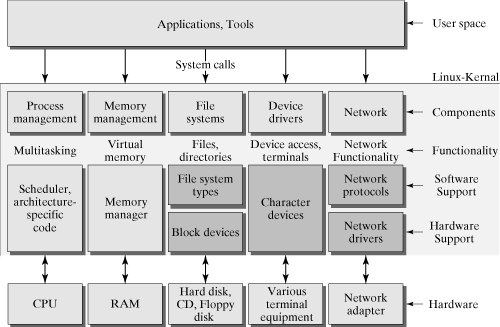 Applications, Tools
User space
System calls
Linux-Kernal
Process
management
Memory
management
File
systems
Device
drivers
Network
Components
Multitasking
Virtual
memory
Files,
directories
Device access,
terminals
Network
Functionality
Functionality
Scheduler,
architecture-
specific
code
Memory
manager
File system
types
Block devices
Character
devices
Network
protocols
Network
drivers
Software
Support
Hardware
Support
CPU
RAM
Hard disk,
CD, Floppy
disk
Various
terminal
equipment
Network
adapter
Hardware